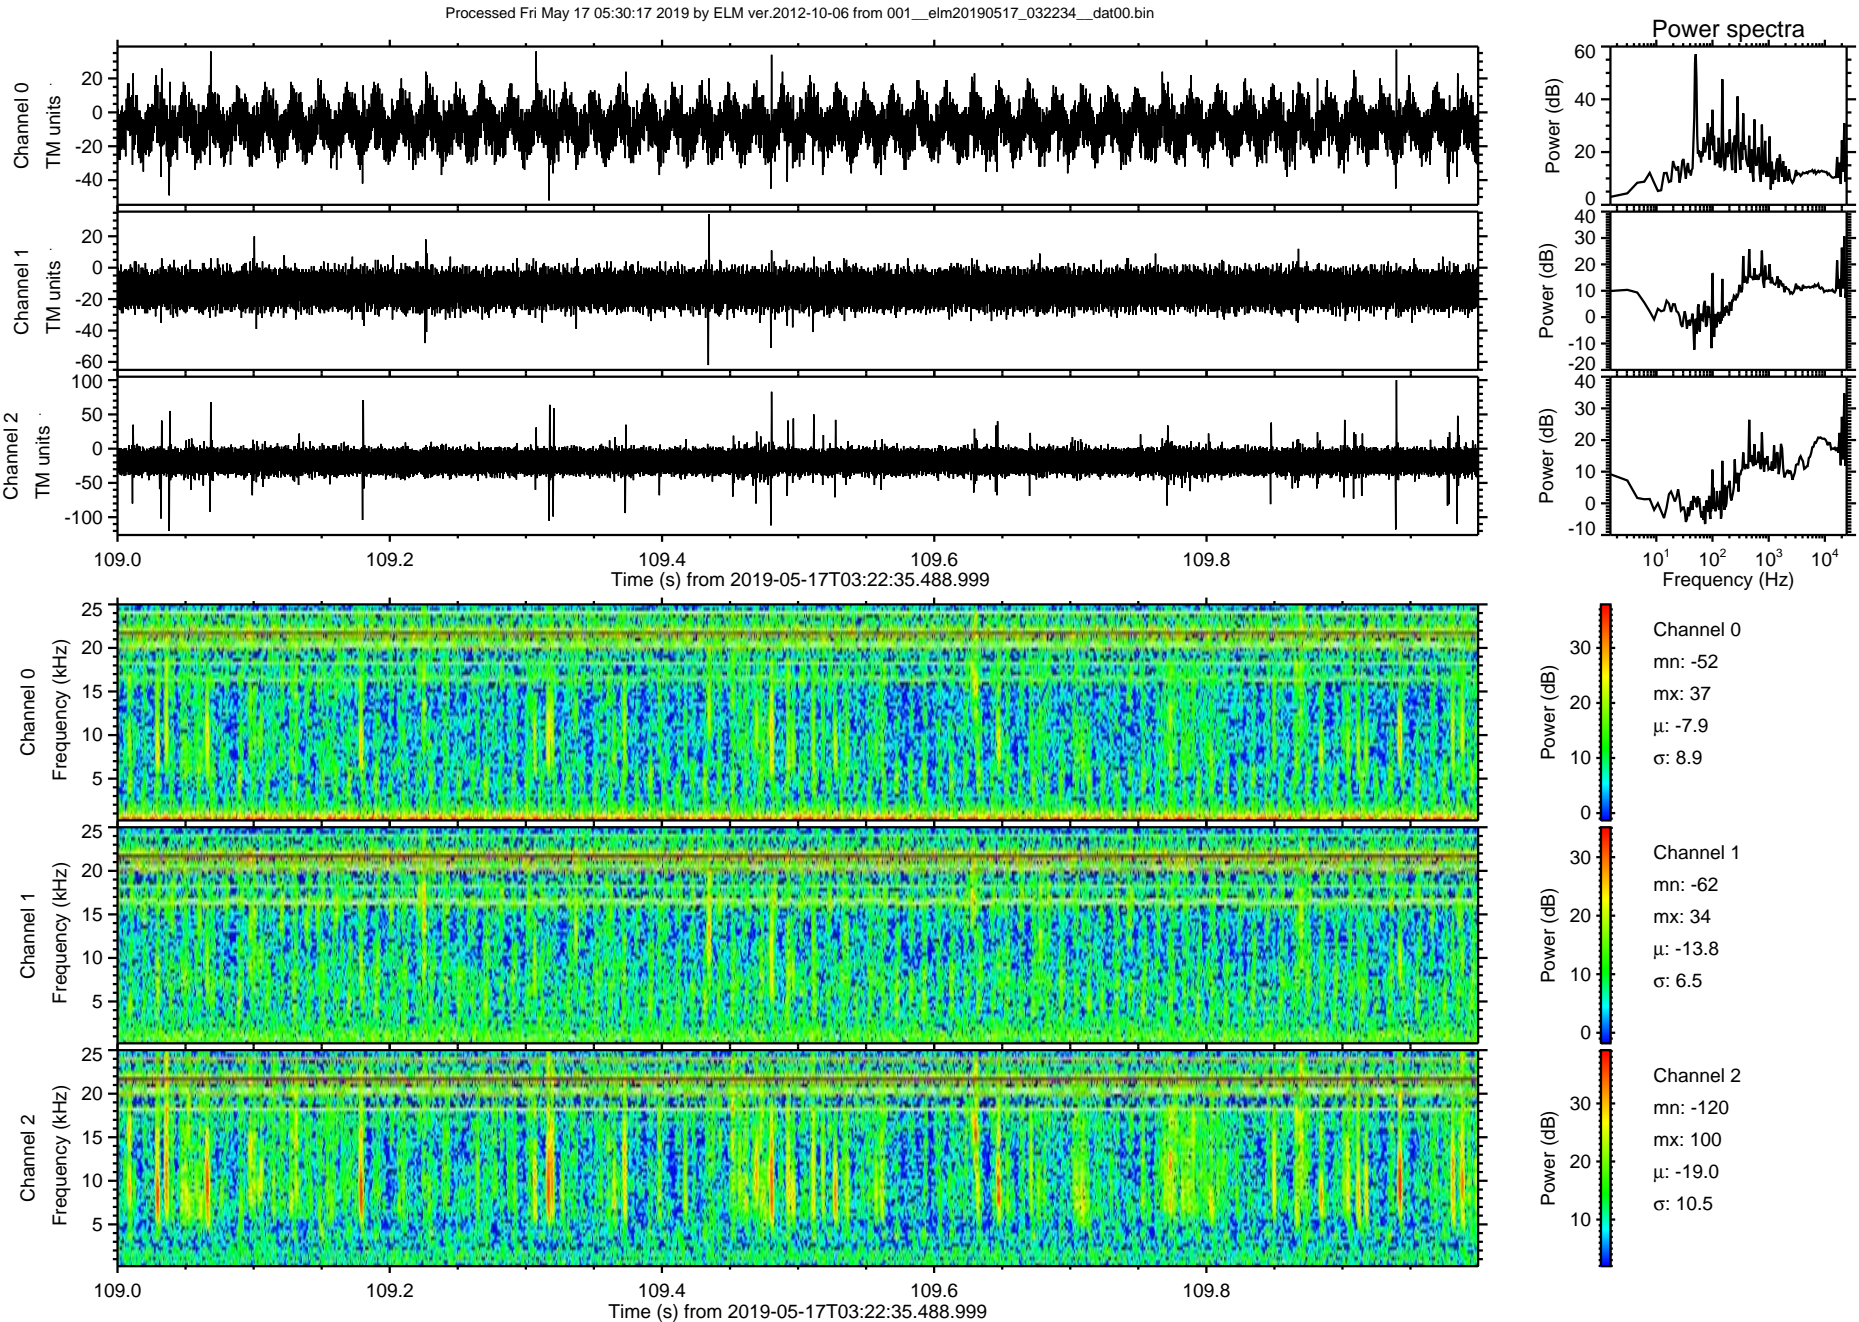 Processed Fri May 17 05:30:17 2019 by ELM ver.2012-10-06 from 001__elm20190517_032234__dat00.bin
Power spectra
Channel 0
TM units
20
0
-20
-40
Power (dB)
60
40
20
0
Channel 1
TM units
20
0
-20
-40
-60
Power (dB)
40
30
20
10
0
-10
-20
Channel 2
TM units
100
50
0
-50
-100
Power (dB)
40
30
20
10
0
-10
109.0 109.2 109.4 109.6 109.8
Time (s) from 2019-05-17T03:22:35.488.999
10^1 10^2 10^3 10^4
Frequency (Hz)
Channel 0
Frequency (kHz)
25
20
15
10
5
Power (dB)
30
20
10
0
Channel 0
mn: -52
mx: 37
μ: -7.9
σ: 8.9
Channel 1
Frequency (kHz)
25
20
15
10
5
Power (dB)
30
20
10
0
Channel 1
mn: -62
mx: 34
μ: -13.8
σ: 6.5
Channel 2
Frequency (kHz)
25
20
15
10
5
Power (dB)
30
20
10
Channel 2
mn: -120
mx: 100
μ: -19.0
σ: 10.5
109.0 109.2 109.4 109.6 109.8
Time (s) from 2019-05-17T03:22:35.488.999